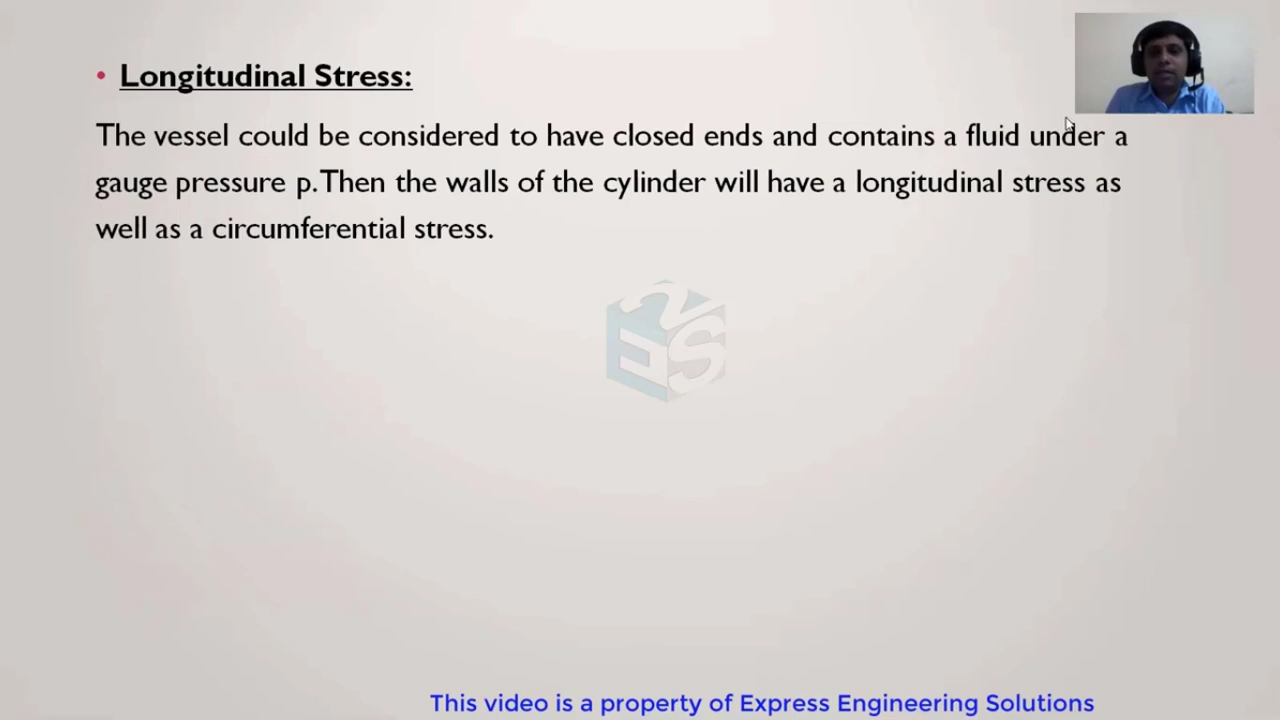 • Longitudinal Stress:
The vessel could be considered to have closed ends and contains a fluid under a
gauge pressure p. Then the walls of the cylinder will have a longitudinal stress as
well as a circumferential stress.
E2S
This video is a property of Express Engineering Solutions